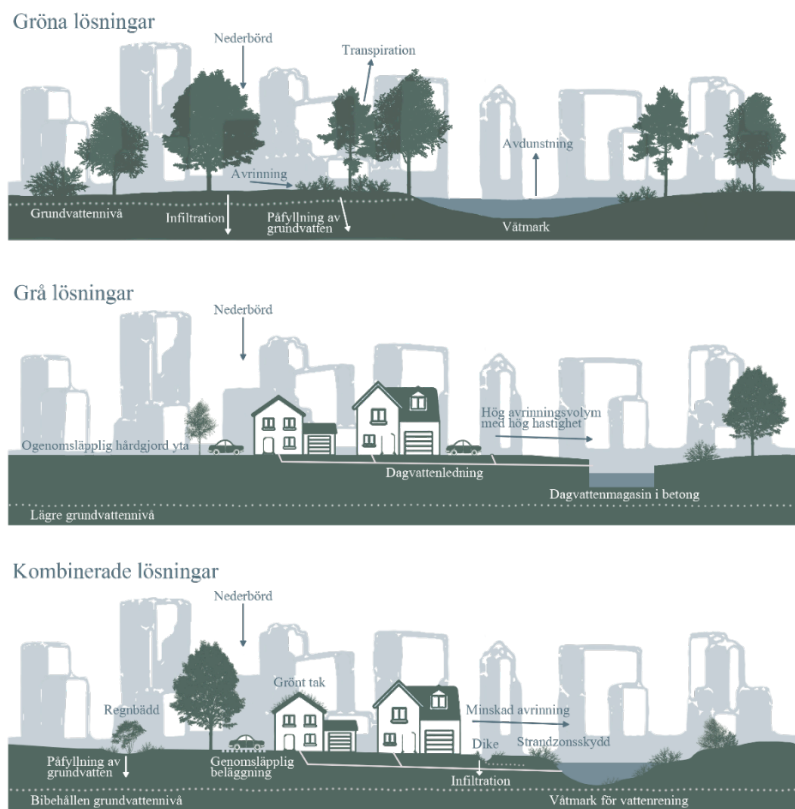 Gröna lösningar
Nederbörd
Transpiration
Avrinning
Avdunstning
Grundvattennivå
Infiltration
Påfyllning av
grundvatten
Våtmark
Grå lösningar
Nederbörd
Hög avrinningsvolym
med hög hastighet
Ogenomsläpplig hårdgjord yta
Dagvattenledning
Dagvattenmagasin i betong
Lägre grundvattennivå
Kombinerade lösningar
Nederbörd
Grönt tak
Regnbädd
Minskad avrinning
Dike
Strandzonsskydd
Påfyllning av
grundvatten
Genomsläpplig
beläggning
Infiltration
Bibehållen grundvattennivå
Våtmark för vattenrening